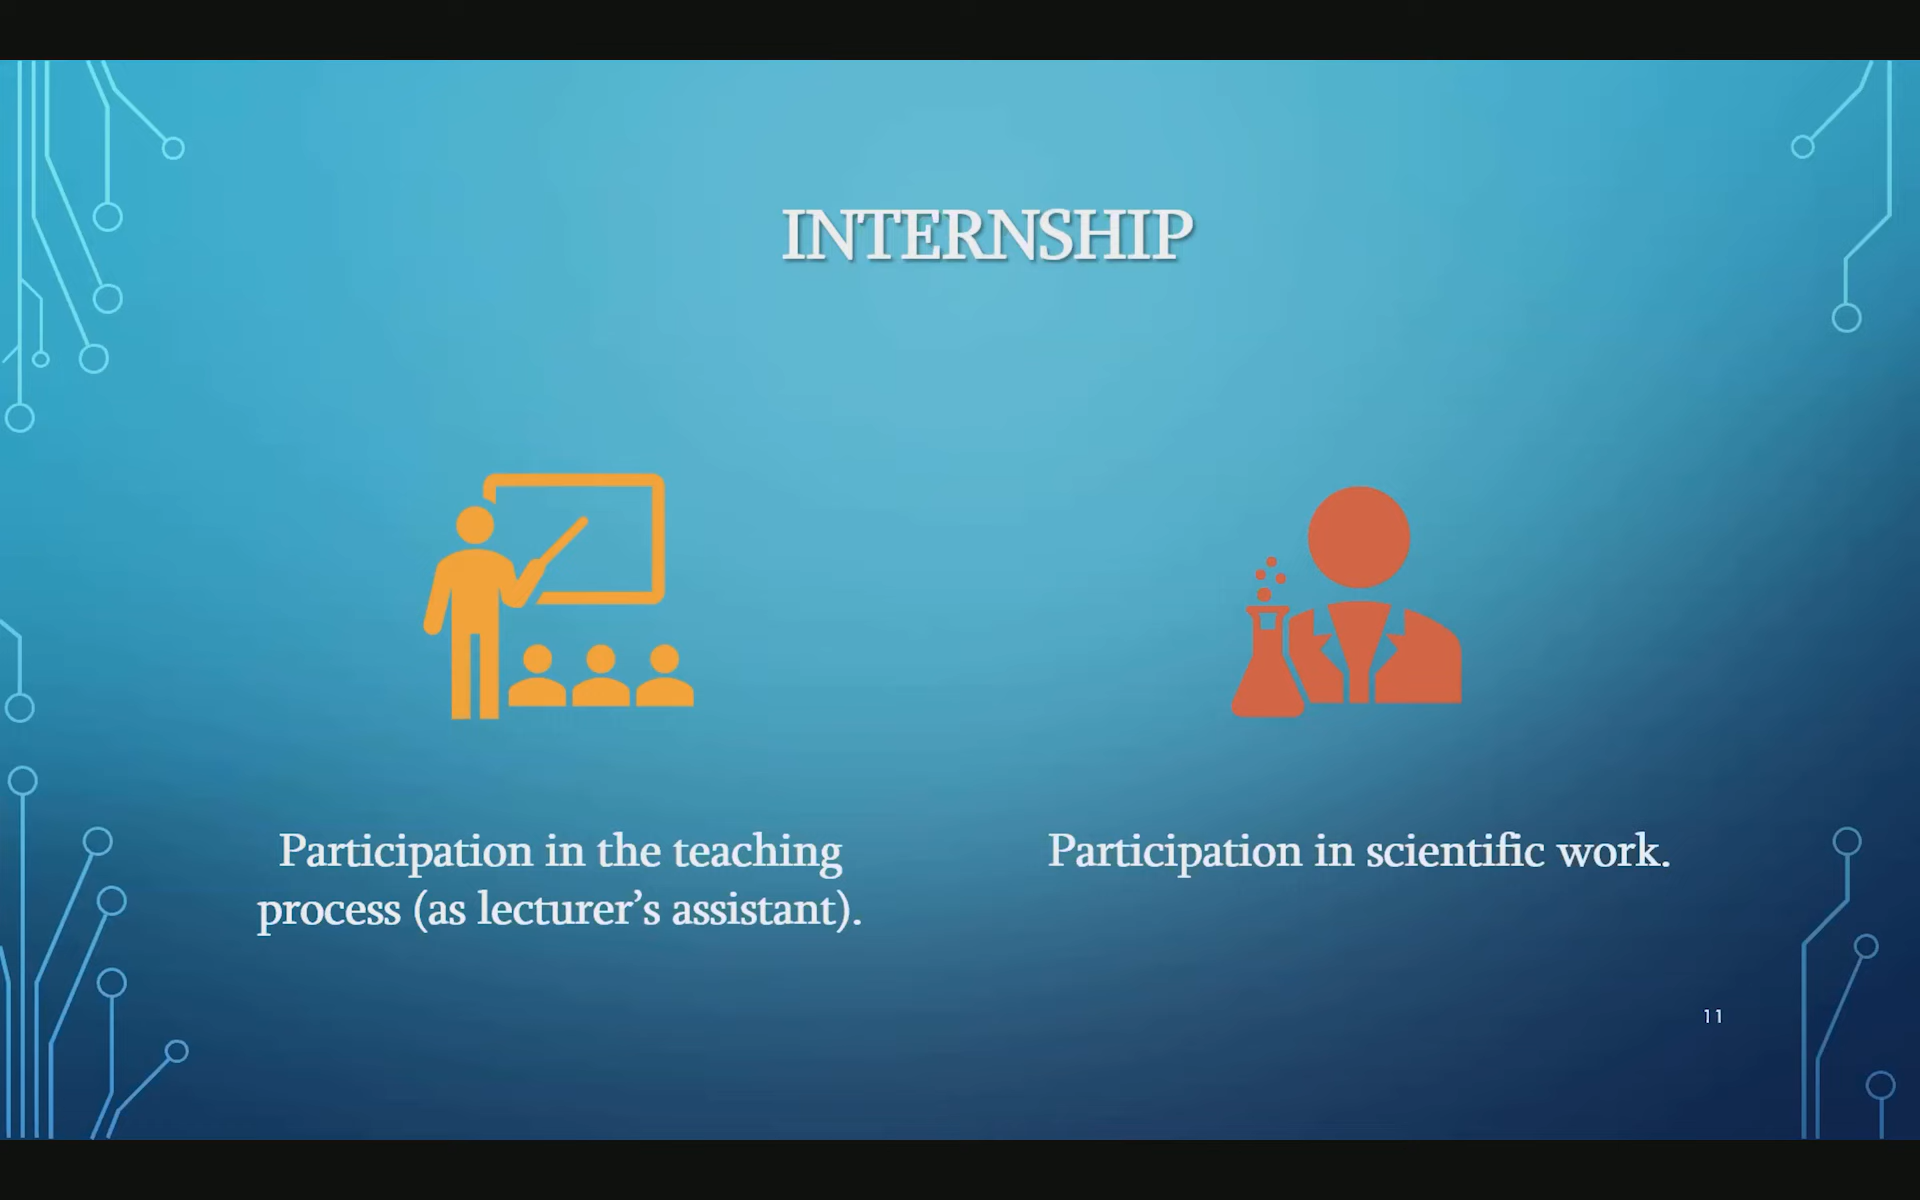 INTERNSHIP
Participation in the teaching
process (as lecturer’s assistant).
Participation in scientific work.
11